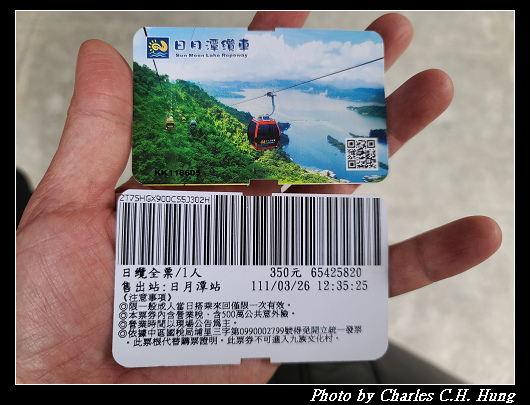 日月潭纜車
Sun Moon Lake Ropeway
KK118605
2T7SHGX90DCS5J302H
日纜全票/1人 350元 65425820
售出站:日月潭站 111/03/26 12:35:25
(注意事項)
◎限一般成人當日搭乘來回僅限一次有效。
◎本票券內含營業稅，含500萬公共意外險。
◎營業時間以現場公告為主。
◎依據中區國稅局埔里三字第0990002799號得免開立統一發票
．此票根代替購票證明。此票券不可進入九族文化村。
Photo by Charles C.H. Hung